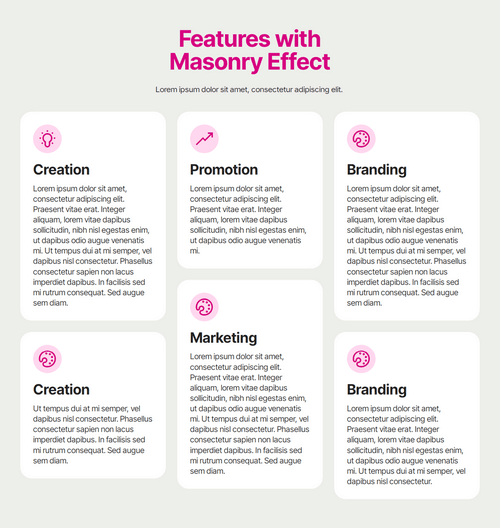 Features with
Masonry Effect
Lorem ipsum dolor sit amet, consectetur adipiscing elit.
Creation
Lorem ipsum dolor sit amet,
consectetur adipiscing elit.
Praesent vitae erat. Integer
aliquam, lorem vitae dapibus
sollicitudin, nibh nisl egestas enim,
ut dapibus odio augue venenatis
mi. Ut tempus dui at mi semper, vel
dapibus nisl consectetur. Phasellus
consectetur sapien non lacus
imperdiet dapibus. In facilisis sed
mi rutrum consequat. Sed augue
sem diam.
Creation
Ut tempus dui at mi semper, vel
dapibus nisl consectetur. Phasellus
consectetur sapien non lacus
imperdiet dapibus. In facilisis sed
mi rutrum consequat. Sed augue
sem diam.
Promotion
Lorem ipsum dolor sit amet,
consectetur adipiscing elit.
Praesent vitae erat. Integer
aliquam, lorem vitae dapibus
sollicitudin, nibh nisl egestas enim,
ut dapibus odio augue venenatis
mi.
Marketing
Lorem ipsum dolor sit amet,
consectetur adipiscing elit.
Praesent vitae erat. Integer
aliquam, lorem vitae dapibus
sollicitudin, nibh nisl egestas enim,
ut dapibus odio augue venenatis
mi. Ut tempus dui at mi semper, vel
dapibus nisl consectetur. Phasellus
consectetur sapien non lacus
imperdiet dapibus. In facilisis sed
mi rutrum consequat. Sed augue
sem diam.
Branding
Lorem ipsum dolor sit amet,
consectetur adipiscing elit.
Praesent vitae erat. Integer
aliquam, lorem vitae dapibus
sollicitudin, nibh nisl egestas enim,
ut dapibus odio augue venenatis
mi. Ut tempus dui at mi semper, vel
dapibus nisl consectetur. Phasellus
consectetur sapien non lacus
imperdiet dapibus. In facilisis sed
mi rutrum consequat. Sed augue
sem diam.
Branding
Lorem ipsum dolor sit amet,
consectetur adipiscing elit.
Praesent vitae erat. Integer
aliquam, lorem vitae dapibus
sollicitudin, nibh nisl egestas enim,
ut dapibus odio augue venenatis
mi. Ut tempus dui at mi semper, vel
dapibus nisl consectetur.